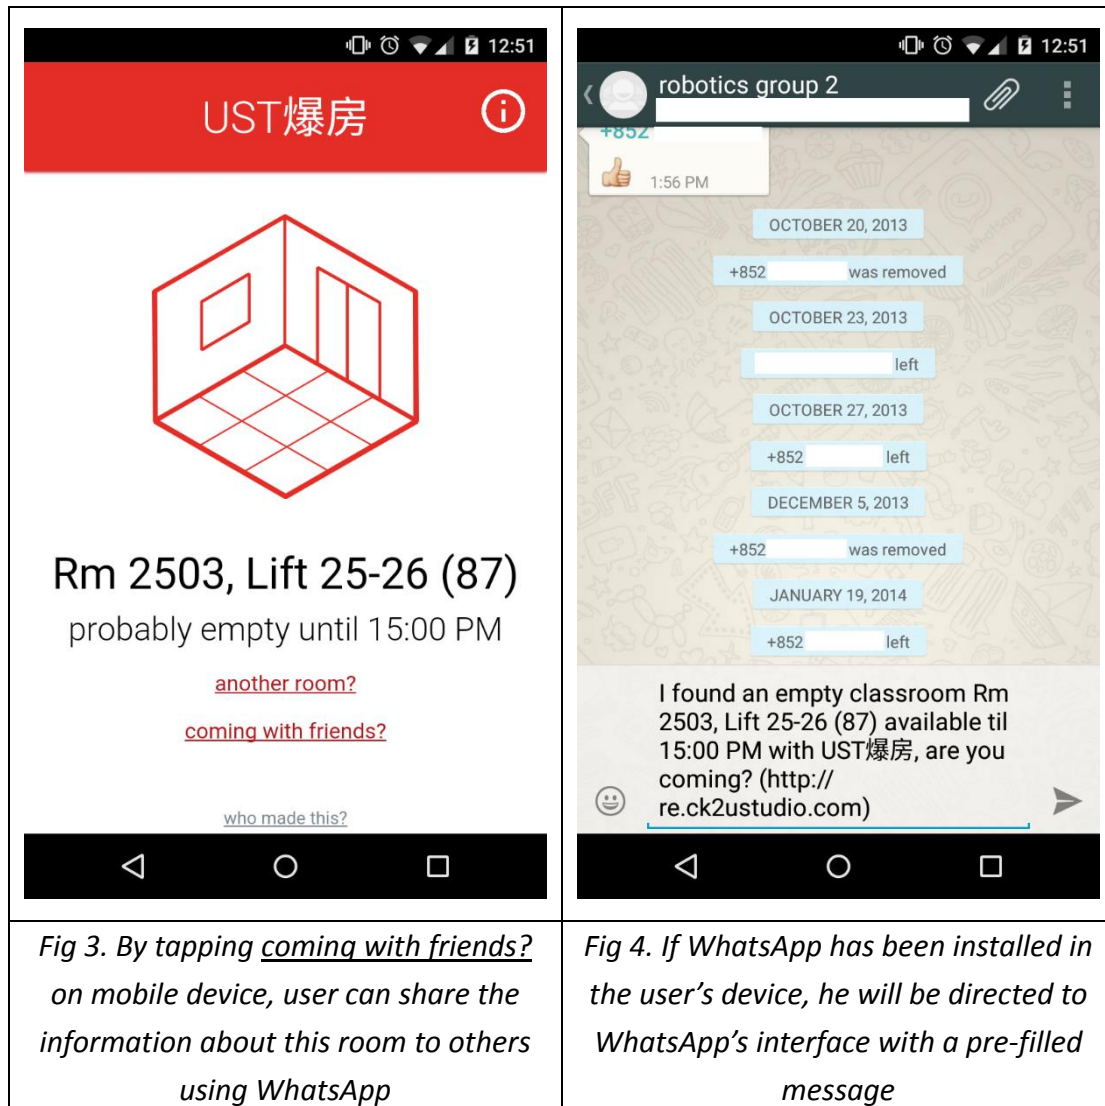 12:51
UST爆房
Rm 2503, Lift 25-26 (87)
probably empty until 15:00 PM
another room?
coming with friends?
who made this?
Fig 3. By tapping coming with friends?
on mobile device, user can share the
information about this room to others
using WhatsApp
12:51
robotics group 2
+852
1:56 PM
OCTOBER 20, 2013
+852 was removed
OCTOBER 23, 2013
left
OCTOBER 27, 2013
+852 left
DECEMBER 5, 2013
+852 was removed
JANUARY 19, 2014
+852 left
I found an empty classroom Rm
2503, Lift 25-26 (87) available til
15:00 PM with UST爆房, are you
coming? (http://
re.ck2ustudio.com)
Fig 4. If WhatsApp has been installed in
the user’s device, he will be directed to
WhatsApp’s interface with a pre-filled
message